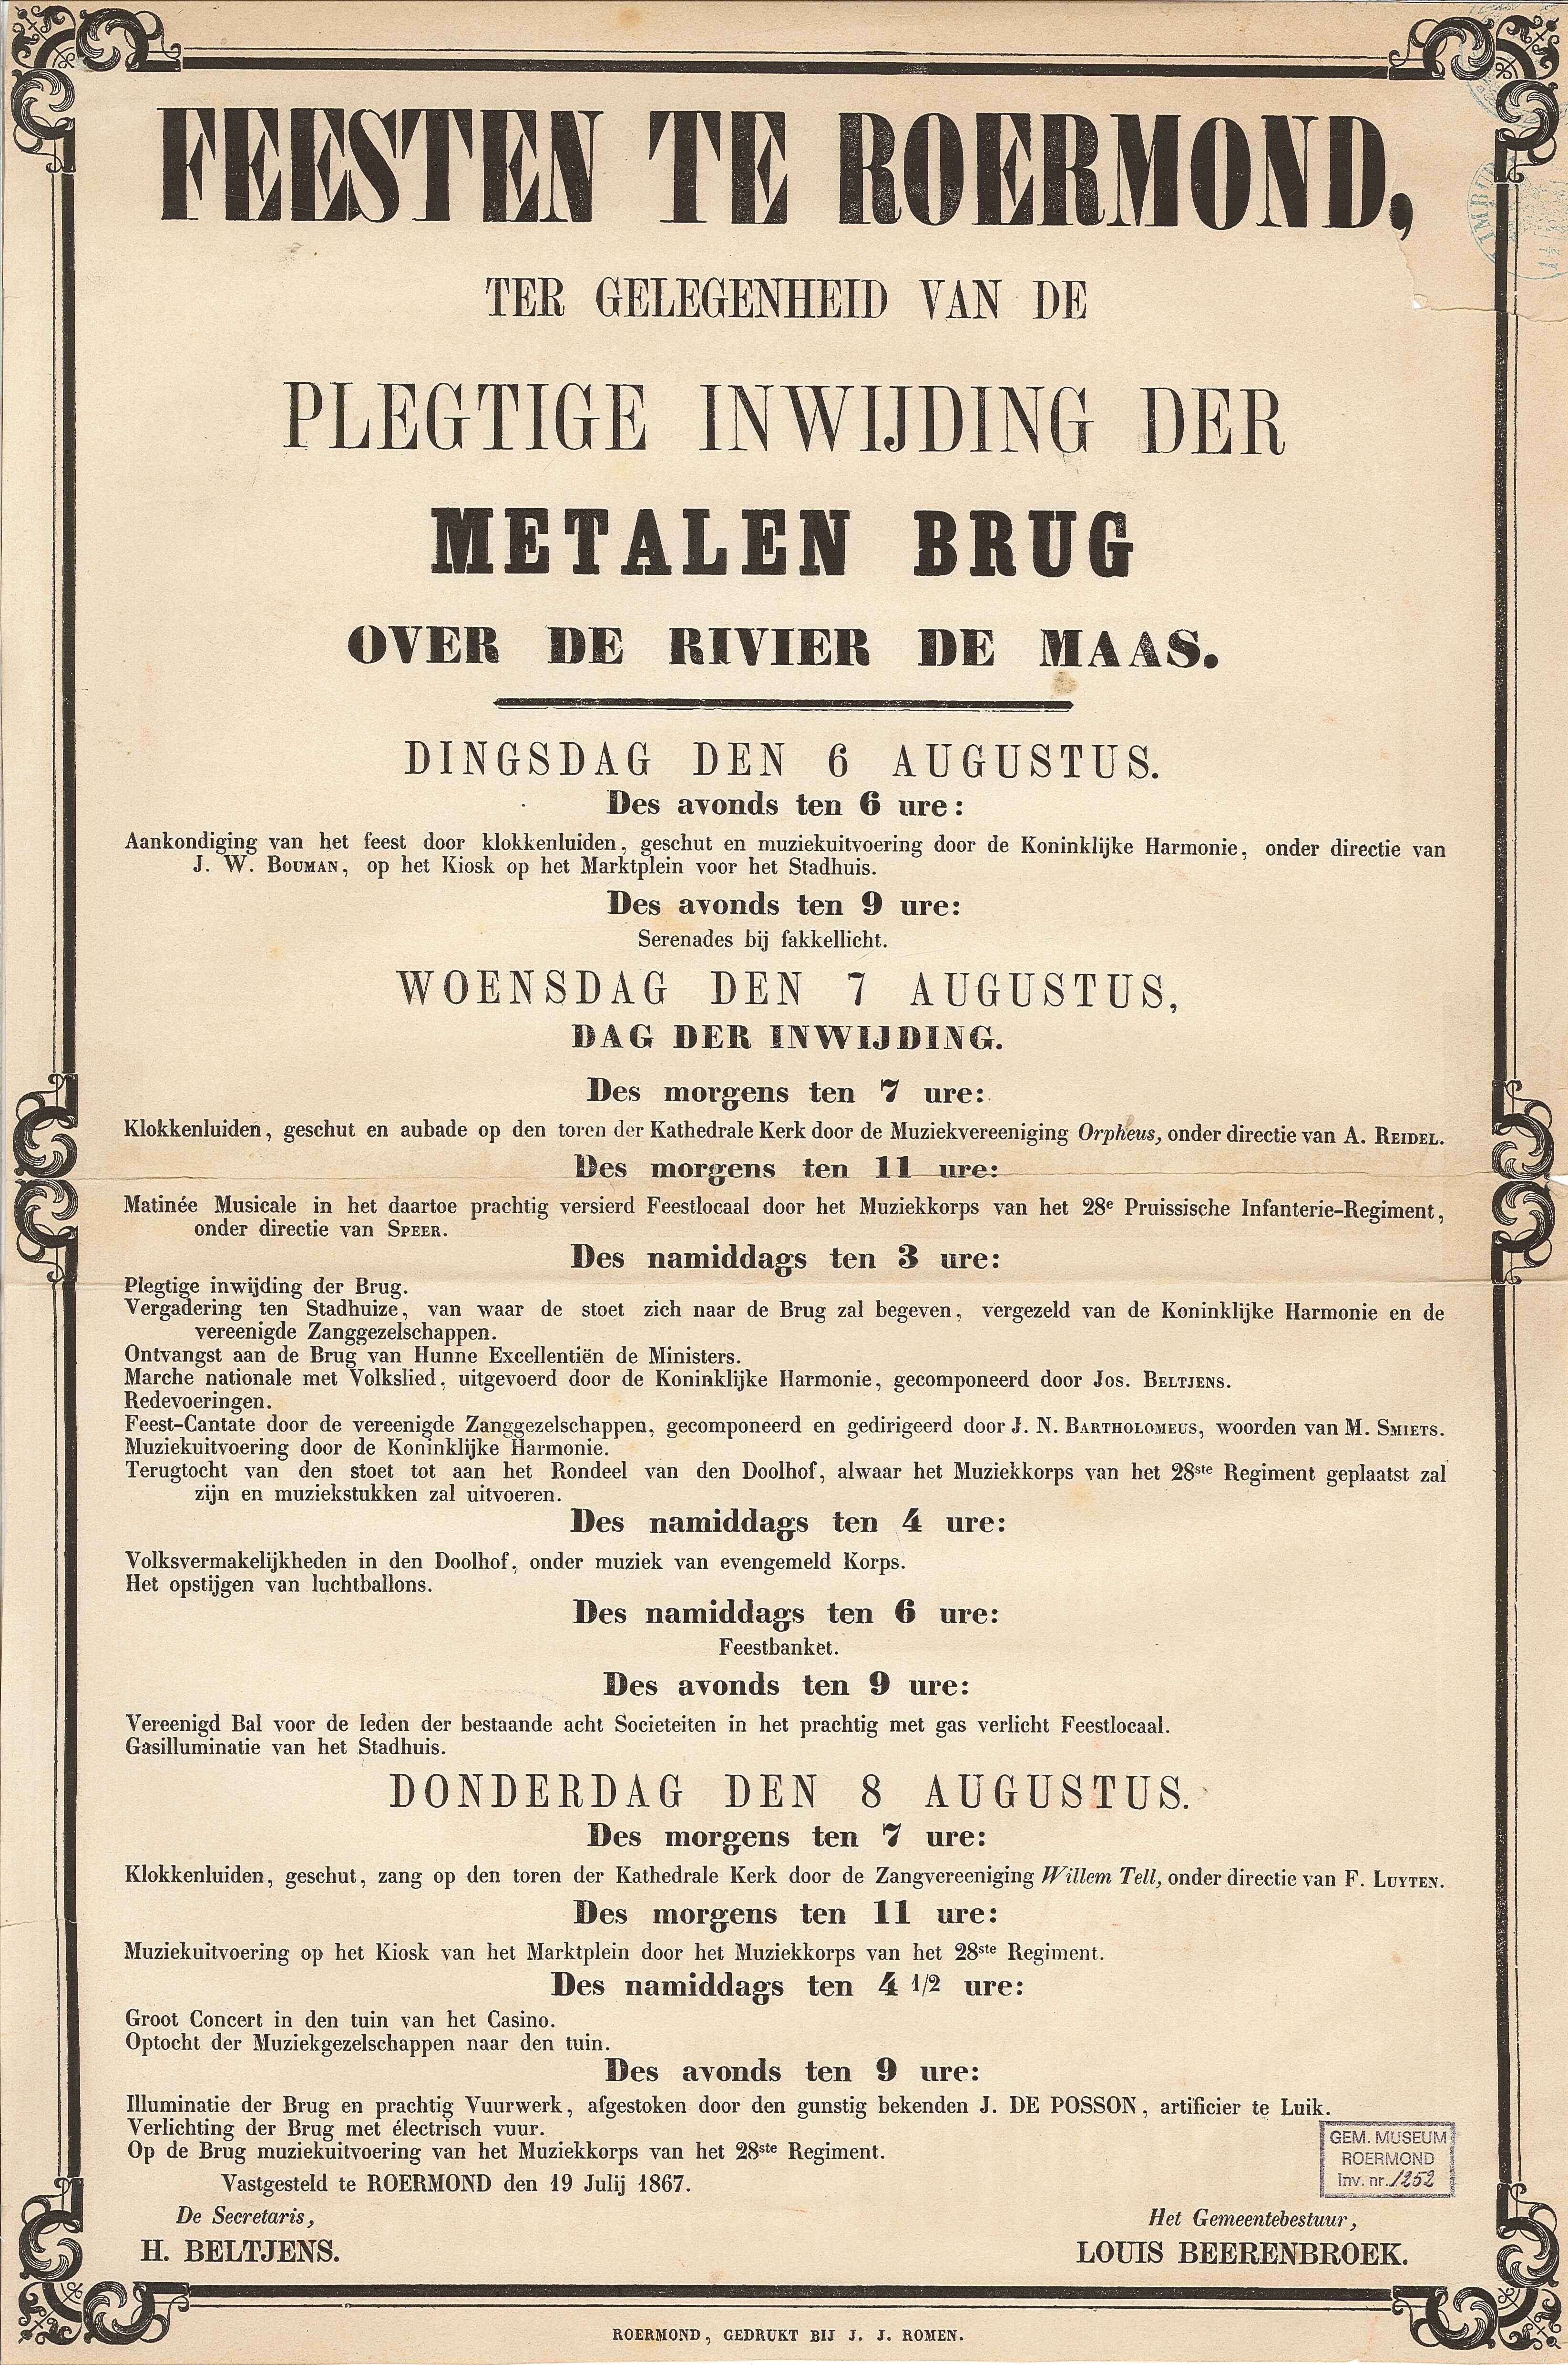 FEESTEN TE ROERMOND,
TER GELEGENHEID VAN DE
PLEGTIGE INWIJDING DER
METALEN BRUG
OVER DE RIVIER DE MAAS.
DINGSDAG DEN 6 AUGUSTUS.
Des avonds ten 6 ure:
Aankondiging van het feest door klokkenluiden, geschut en muziekuitvoering door de Koninklijke Harmonie, onder directie van
J. W. BOUMAN, op het Kiosk op het Marktplein voor het Stadhuis.
Des avonds ten 9 ure:
Serenades bij fakkellicht.
WOENSDAG DEN 7 AUGUSTUS,
DAG DER INWIJDING.
Des morgens ten 7 ure:
Klokkenluiden, geschut en aubade op den toren der Kathedrale Kerk door de Muziekvereeniging Orpheus, onder directie van A. REIDEL.
Des morgens ten 11 ure:
Matinée Musicale in het daartoe prachtig versierd Feestlocaal door het Muziekkorps van het 28e Pruissische Infanterie-Regiment,
onder directie van SPEER.
Des namiddags ten 3 ure:
Plegtige inwijding der Brug.
Vergadering ten Stadhuize, van waar de stoet zich naar de Brug zal begeven, vergezeld van de Koninklijke Harmonie en de
vereenigde Zanggezelschappen.
Ontvangst aan de Brug van Hunne Excellentiën de Ministers.
Marche nationale met Volkslied, uitgevoerd door de Koninklijke Harmonie, gecomponeerd door JOS. BELTJENS.
Redevoeringen.
Feest-Cantate door de vereenigde Zanggezelschappen, gecomponeerd en gedirigeerd door J. N. BARTHOLOMEUS, woorden van M. SMIETS.
Muziekuitvoering door de Koninklijke Harmonie.
Terugtocht van den stoet tot aan het Rondeel van den Doolhof, alwaar het Muziekkorps van het 28ste Regiment geplaatst zal
zijn en muziekstukken zal uitvoeren.
Des namiddags ten 4 ure:
Volksvermakelijkheden in den Doolhof, onder muziek van evengemeld Korps.
Het opstijgen van luchtballons.
Des namiddags ten 6 ure:
Feestbanket.
Des avonds ten 9 ure:
Vereenigd Bal voor de leden der bestaande acht Societeiten in het prachtig met gas verlicht Feestlocaal.
Gasilluminatie van het Stadhuis.
DONDERDAG DEN 8 AUGUSTUS.
Des morgens ten 7 ure:
Klokkenluiden, geschut, zang op den toren der Kathedrale Kerk door de Zangvereeniging Willem Tell, onder directie van F. LUYTEN.
Des morgens ten 11 ure:
Muziekuitvoering op het Kiosk van het Marktplein door het Muziekkorps van het 28ste Regiment.
Des namiddags ten 4 1/2 ure:
Groot Concert in den tuin van het Casino.
Optocht der Muziekgezelschappen naar den tuin.
Des avonds ten 9 ure:
Illuminatie der Brug en prachtig Vuurwerk, afgestoken door den gunstig bekenden J. DE POSSON, artificier te Luik.
Verlichting der Brug met électrisch vuur.
Op de Brug muziekuitvoering van het Muziekkorps van het 28ste Regiment.
GEM. MUSEUM
ROERMOND
Inv. nr. 1252
Vastgesteld te ROERMOND den 19 Julij 1867.
De Secretaris,
H. BELTJENS.
Het Gemeentebestuur,
LOUIS BEERENBROEK.
ROERMOND, GEDRUKT BIJ J. J. ROMEN.